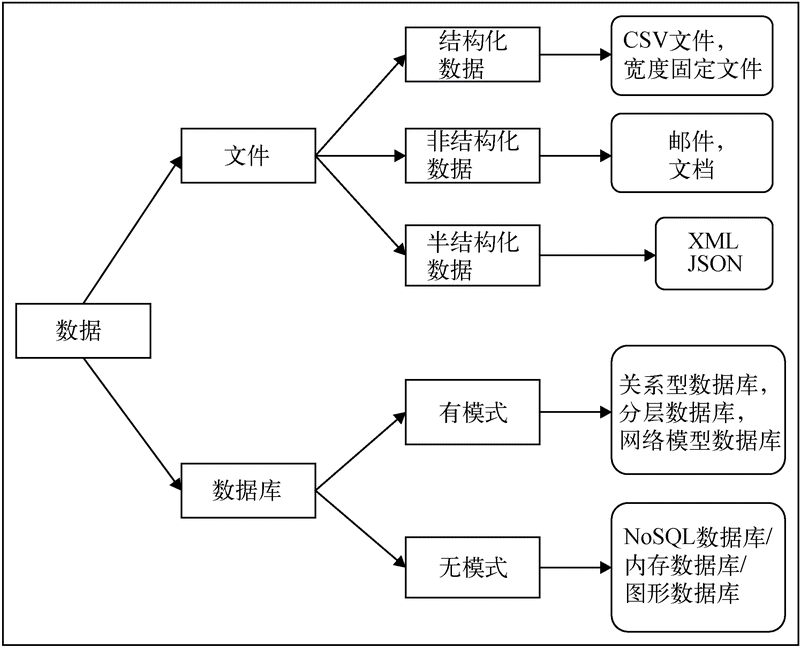 结构化
数据
CSV文件，
宽度固定文件
文件
非结构化
数据
邮件，
文档
半结构化
数据
XML
JSON
数据
有模式
关系型数据库，
分层数据库，
网络模型数据库
数据库
无模式
NoSQL数据库/
内存数据库/
图形数据库